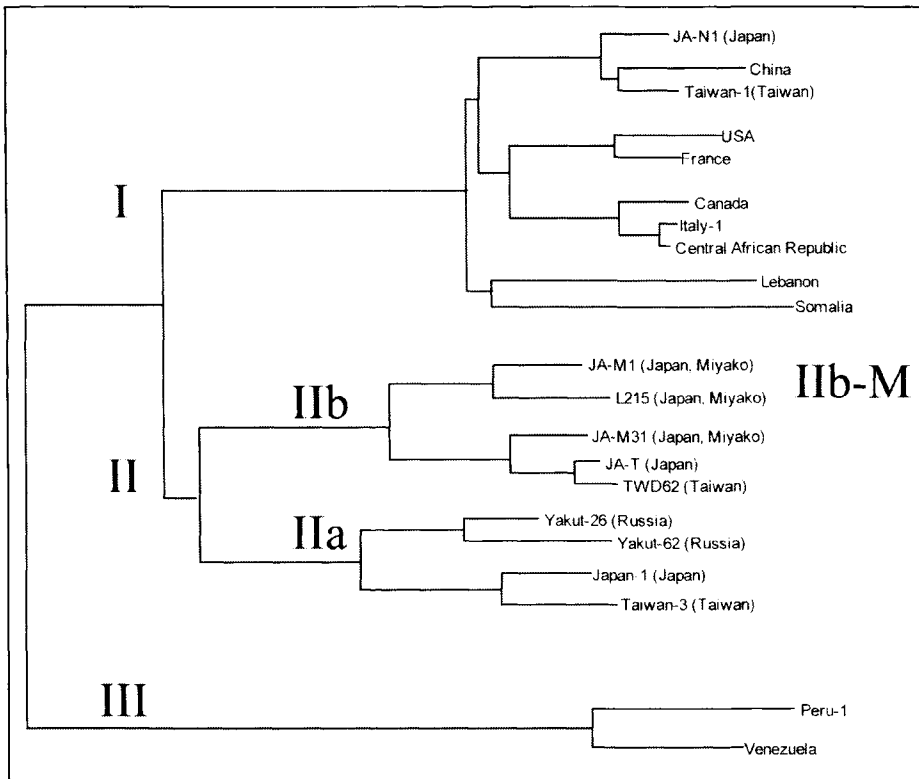 JA-N1 (Japan)
China
Taiwan-1(Taiwan)
USA
France
I
Canada
Italy-1
Central African Republic
Lebanon
Somalia
JA-M1 (Japan, Miyako)
IIb-M
IIb
L215 (Japan, Miyako)
JA-M31 (Japan, Miyako)
II
JA-T (Japan)
TWD62 (Taiwan)
IIa
Yakut-26 (Russia)
Yakut-62 (Russia)
Japan-1 (Japan)
Taiwan-3 (Taiwan)
III
Peru-1
Venezuela